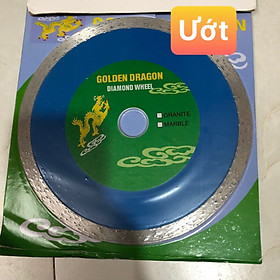 Ướt
GOLDEN DRAGON
DIAMOND WHEEL
GRANITE
MARBLE